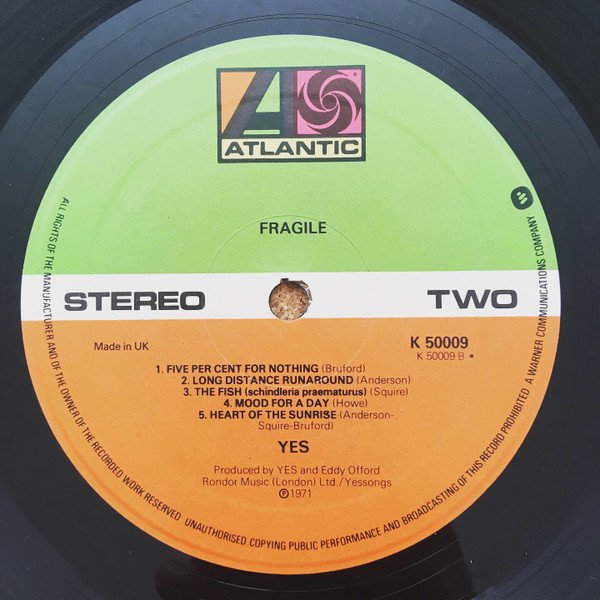 ATLANTIC
FRAGILE
STEREO TWO
Made in UK
K 50009
K 50009 B •
1. FIVE PER CENT FOR NOTHING (Bruford)
2. LONG DISTANCE RUNAROUND (Anderson)
3. THE FISH (schindleria praematurus) (Squire)
4. MOOD FOR A DAY (Howe)
5. HEART OF THE SUNRISE (Anderson-
Squire-Bruford)
YES
Produced by YES and Eddy Offord
Rondor Music (London) Ltd./Yessongs
℗1971
ALL RIGHTS OF THE MANUFACTURER AND OF THE OWNER OF THE RECORDED WORK RESERVED UNAUTHORISED COPYING PUBLIC PERFORMANCE AND BROADCASTING OF THIS RECORD PROHIBITED A WARNER COMMUNICATIONS COMPANY